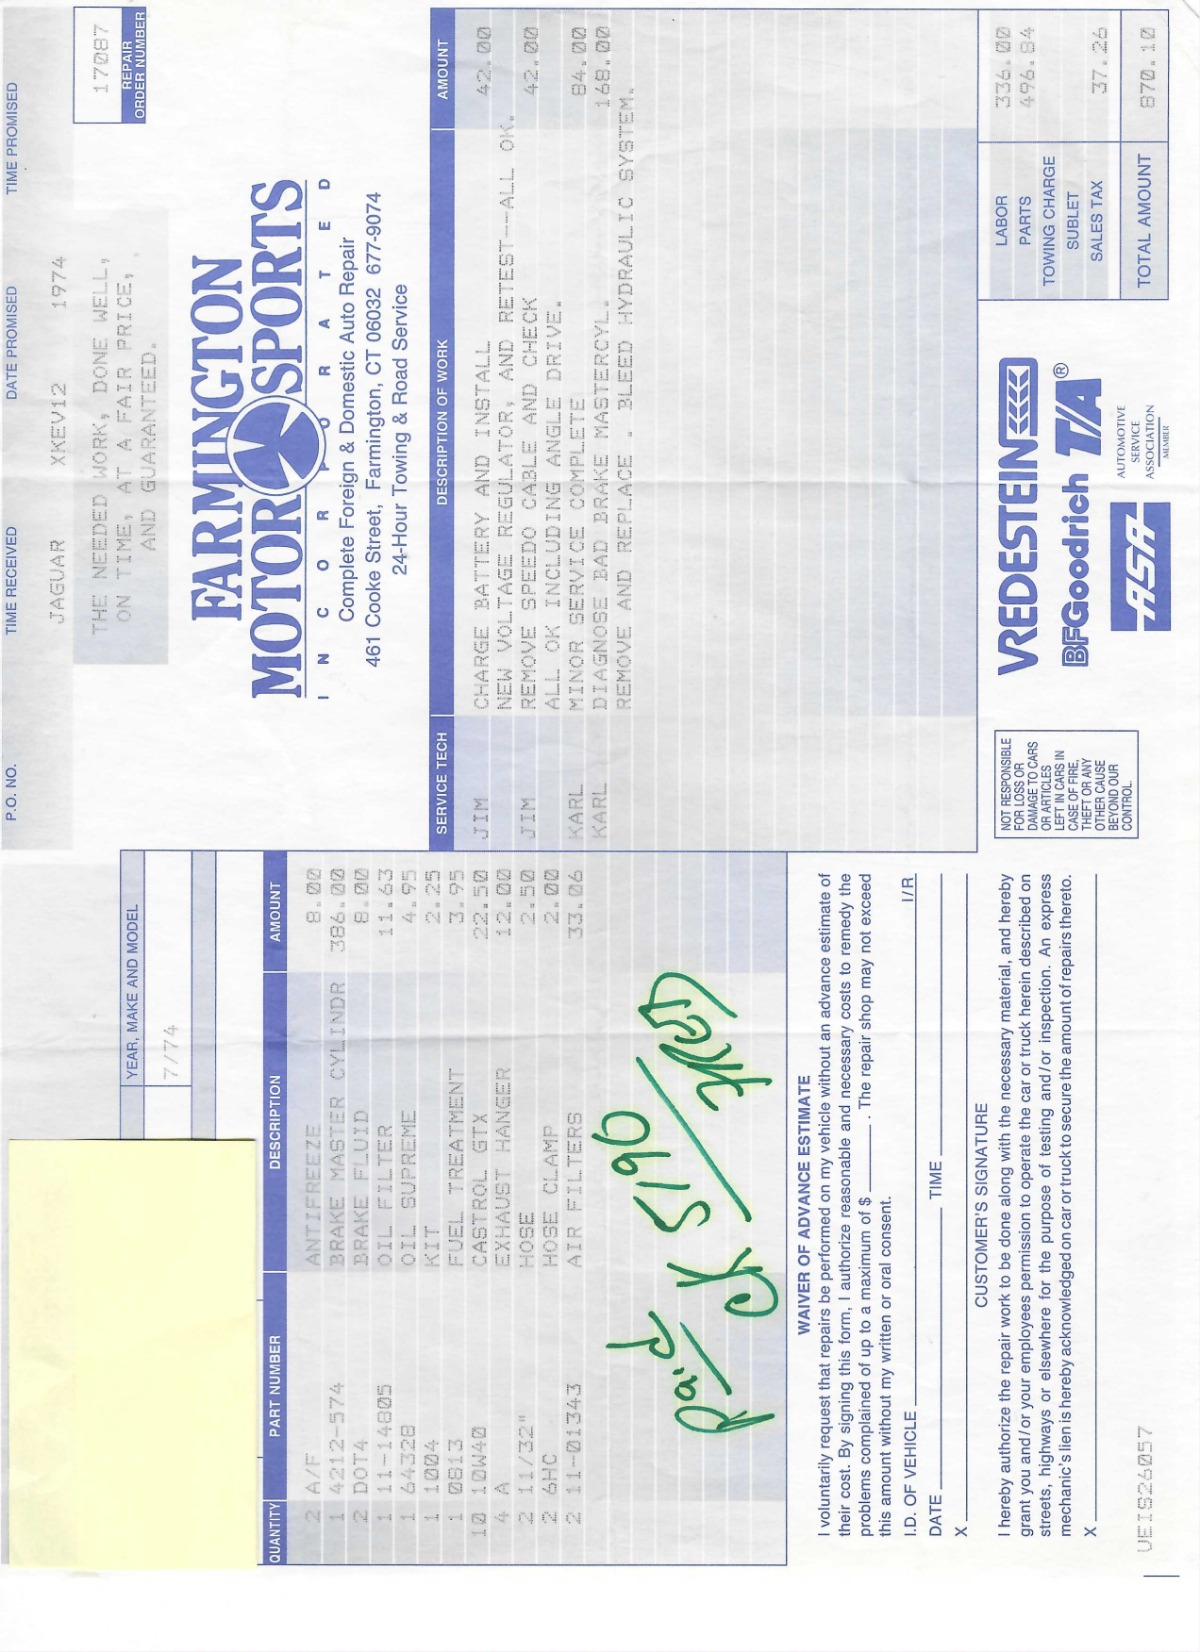 P.O. NO. TIME RECEIVED DATE PROMISED TIME PROMISED
JAGUAR XKEV12 1974
17087
REPAIR
ORDER NUMBER
THE NEEDED WORK, DONE WELL,
ON TIME, AT A FAIR PRICE,
AND GUARANTEED.
YEAR, MAKE AND MODEL
7/74
FARMINGTON
MOTOR SPORTS
INCORPORATED
Complete Foreign & Domestic Auto Repair
461 Cooke Street, Farmington, CT 06032 677-9074
24-Hour Towing & Road Service
QUANTITY PART NUMBER DESCRIPTION AMOUNT
2 A/F ANTIFREEZE 8.00
1 4212-574 BRAKE MASTER CYLINDR 386.00
2 DOT4 BRAKE FLUID 8.00
1 11-14805 OIL FILTER 11.63
1 64328 OIL SUPREME 4.95
1 1004 KIT 2.25
1 0813 FUEL TREATMENT 3.95
10 10W40 CASTROL GTX 22.50
4 A EXHAUST HANGER 12.00
2 11/32" HOSE 2.50
2 6HC HOSE CLAMP 2.00
2 11-01343 AIR FILTERS 33.06
Paid
CK 5190
SERVICE TECH DESCRIPTION OF WORK AMOUNT
JIM CHARGE BATTERY AND INSTALL 42.00
NEW VOLTAGE REGULATOR, AND RETEST--ALL OK.
JIM REMOVE SPEEDO CABLE AND CHECK 42.00
ALL OK INCLUDING ANGLE DRIVE.
KARL MINOR SERVICE COMPLETE 84.00
KARL DIAGNOSE BAD BRAKE MASTERCYL. 168.00
REMOVE AND REPLACE . BLEED HYDRAULIC SYSTEM.
WAIVER OF ADVANCE ESTIMATE
I voluntarily request that repairs be performed on my vehicle without an advance estimate of
their cost. By signing this form, I authorize reasonable and necessary costs to remedy the
problems complained of up to a maximum of $ . The repair shop may not exceed
this amount without my written or oral consent.
I.D. OF VEHICLE I/R
DATE TIME
X
CUSTOMER'S SIGNATURE
I hereby authorize the repair work to be done along with the necessary material, and hereby
grant you and/or your employees permission to operate the car or truck herein described on
streets, highways or elsewhere for the purpose of testing and/or inspection. An express
mechanic's lien is hereby acknowledged on car or truck to secure the amount of repairs thereto.
X
NOT RESPONSIBLE
FOR LOSS OR
DAMAGE TO CARS
OR ARTICLES
LEFT IN CARS IN
CASE OF FIRE,
THEFT OR ANY
OTHER CAUSE
BEYOND OUR
CONTROL.
VREDESTEIN
BFGoodrich T/A®
ASA
AUTOMOTIVE
SERVICE
ASSOCIATION
MEMBER
LABOR 336.00
PARTS 496.84
TOWING CHARGE
SUBLET
SALES TAX 37.26
TOTAL AMOUNT 870.10
UEIS26057